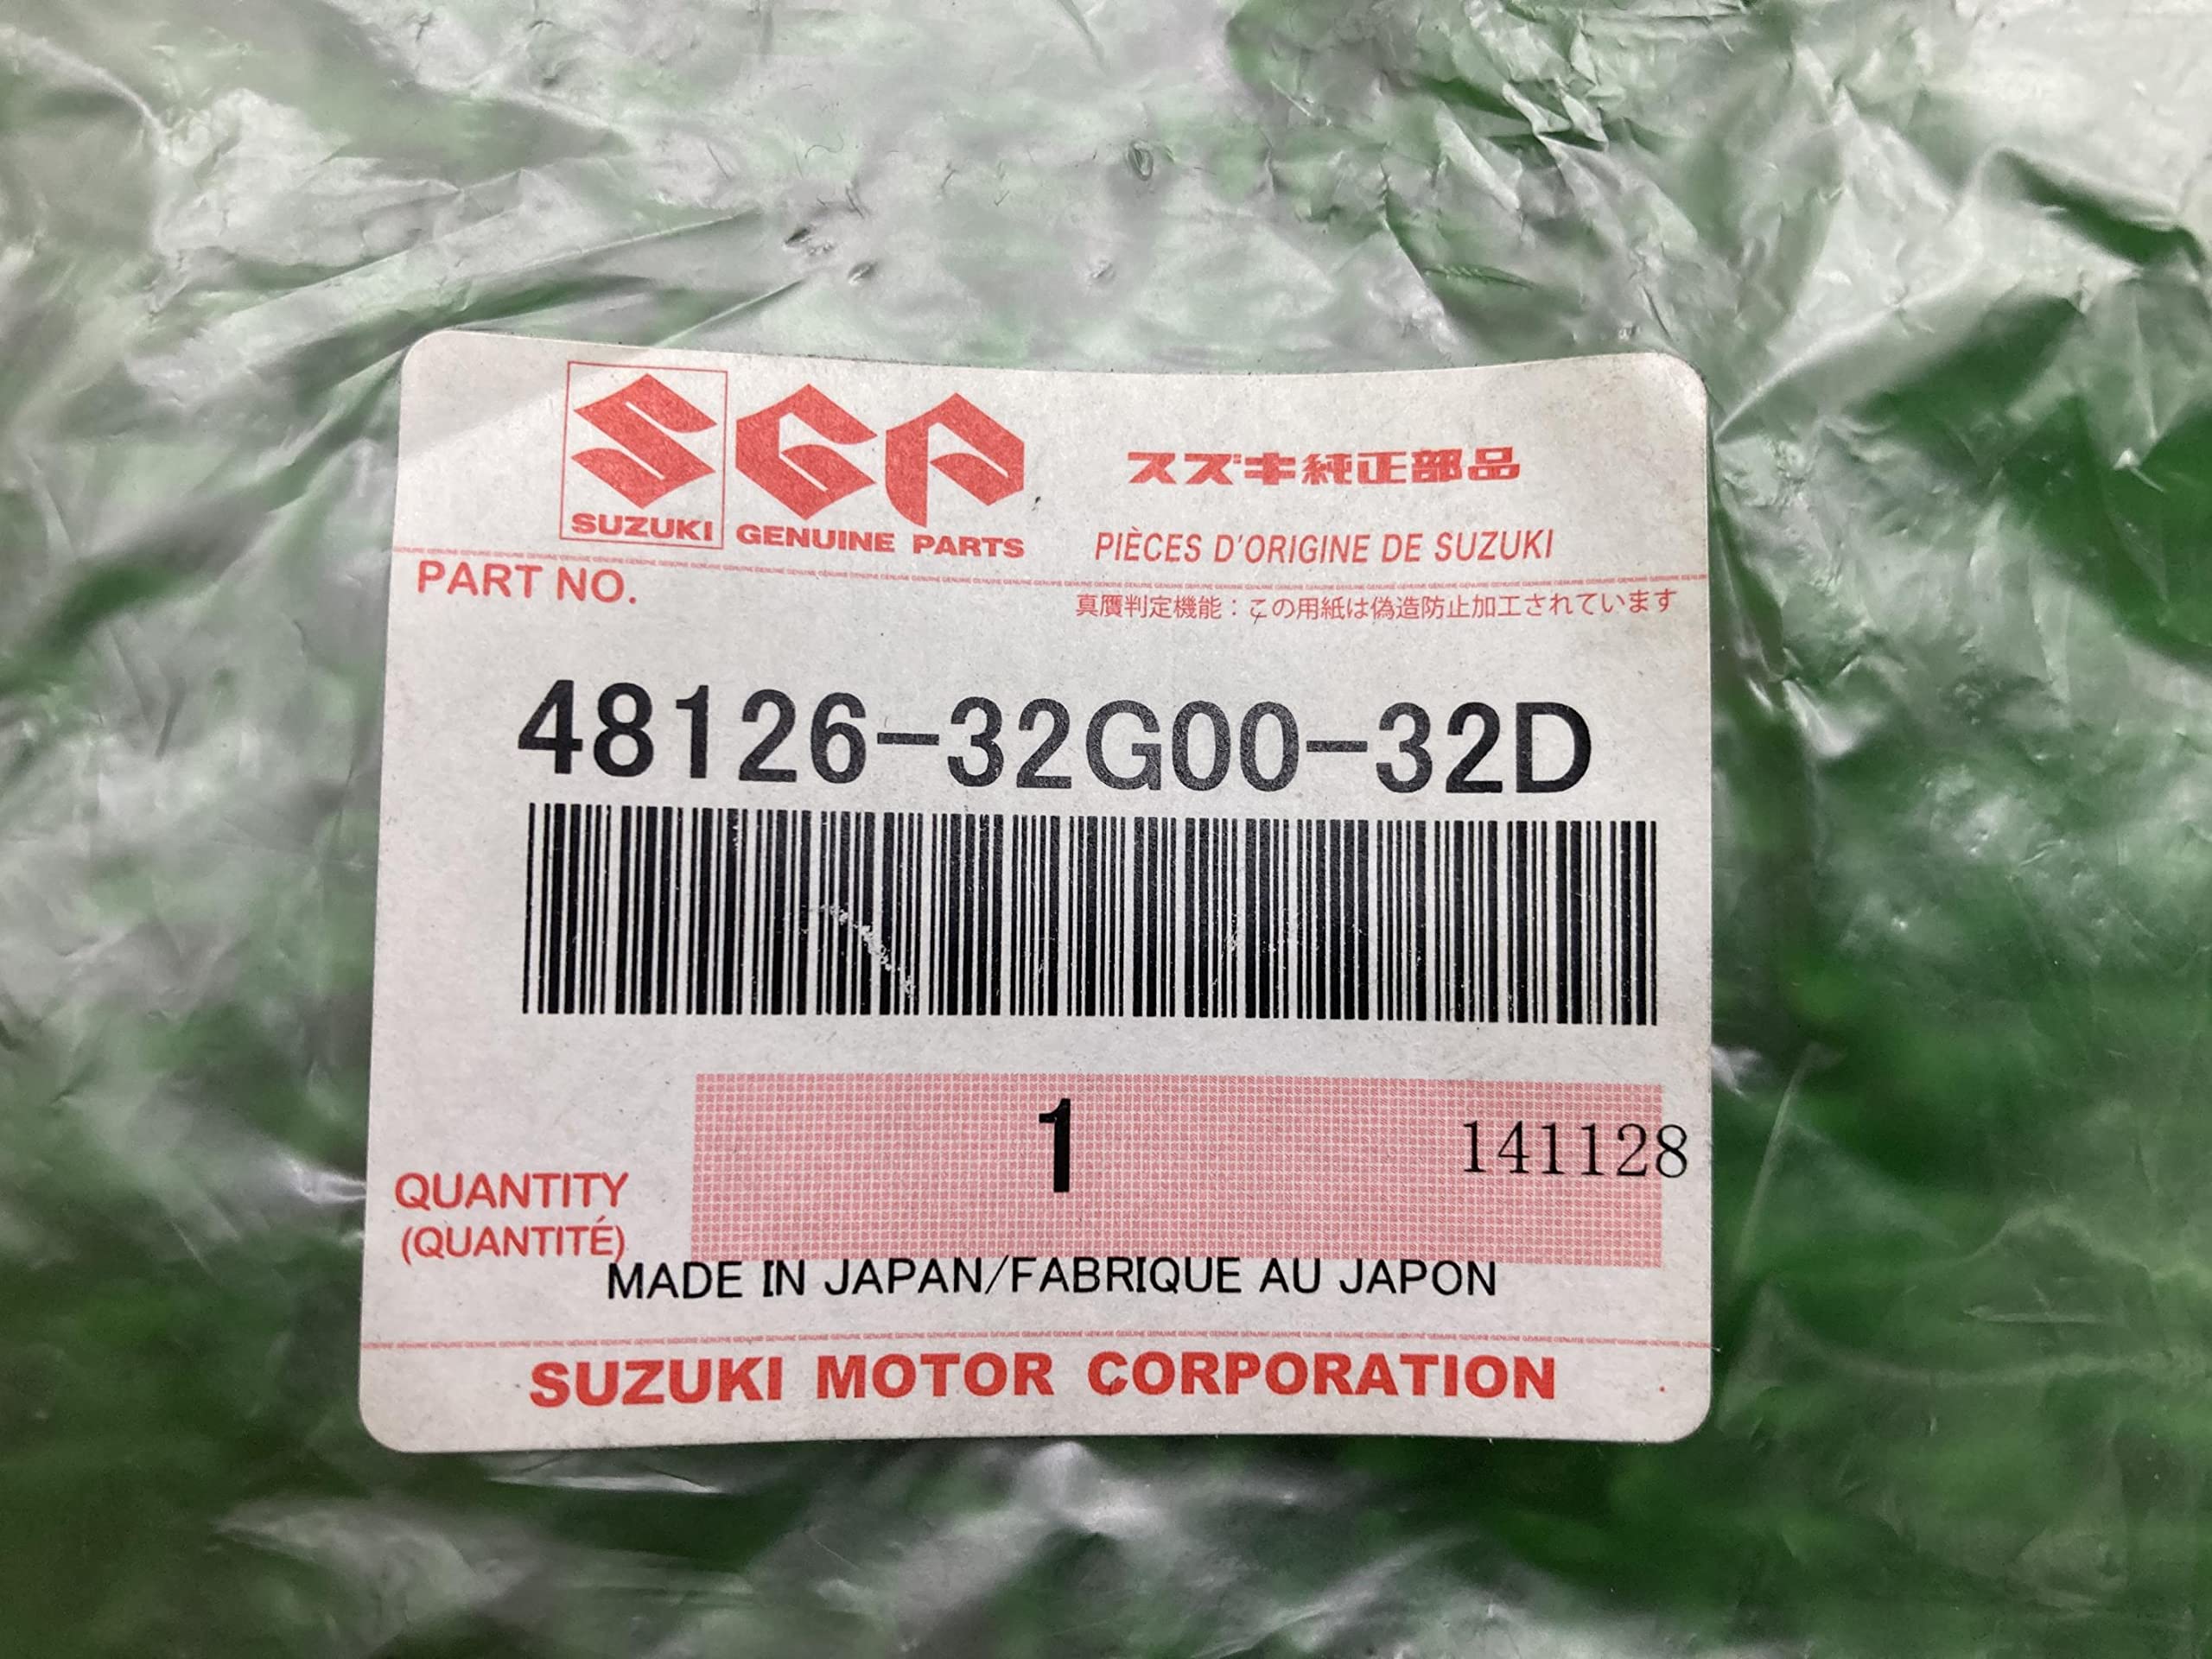 SGP
SUZUKI GENUINE PARTS
スズキ純正部品
PIÈCES D'ORIGINE DE SUZUKI
PART NO.
真贋判定機能：この用紙は偽造防止加工されています
48126-32G00-32D
1
141128
QUANTITY
(QUANTITÉ)
MADE IN JAPAN/FABRIQUE AU JAPON
SUZUKI MOTOR CORPORATION